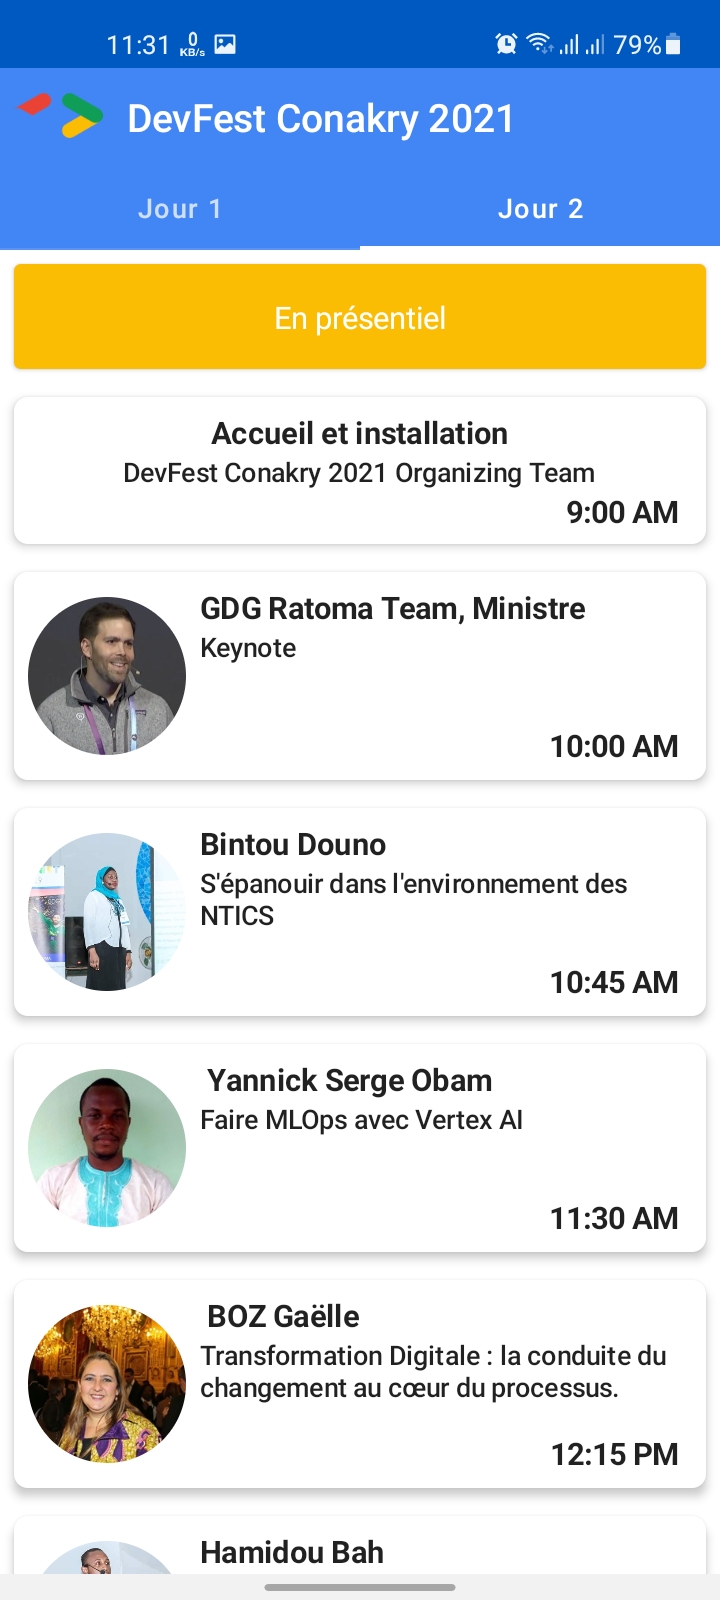 11:31 0 KB/s 79%
DevFest Conakry 2021
Jour 1 Jour 2
En présentiel
Accueil et installation
DevFest Conakry 2021 Organizing Team
9:00 AM
GDG Ratoma Team, Ministre
Keynote
10:00 AM
Bintou Douno
S'épanouir dans l'environnement des
NTICS
10:45 AM
Yannick Serge Obam
Faire MLOps avec Vertex AI
11:30 AM
BOZ Gaëlle
Transformation Digitale : la conduite du
changement au cœur du processus.
12:15 PM
Hamidou Bah